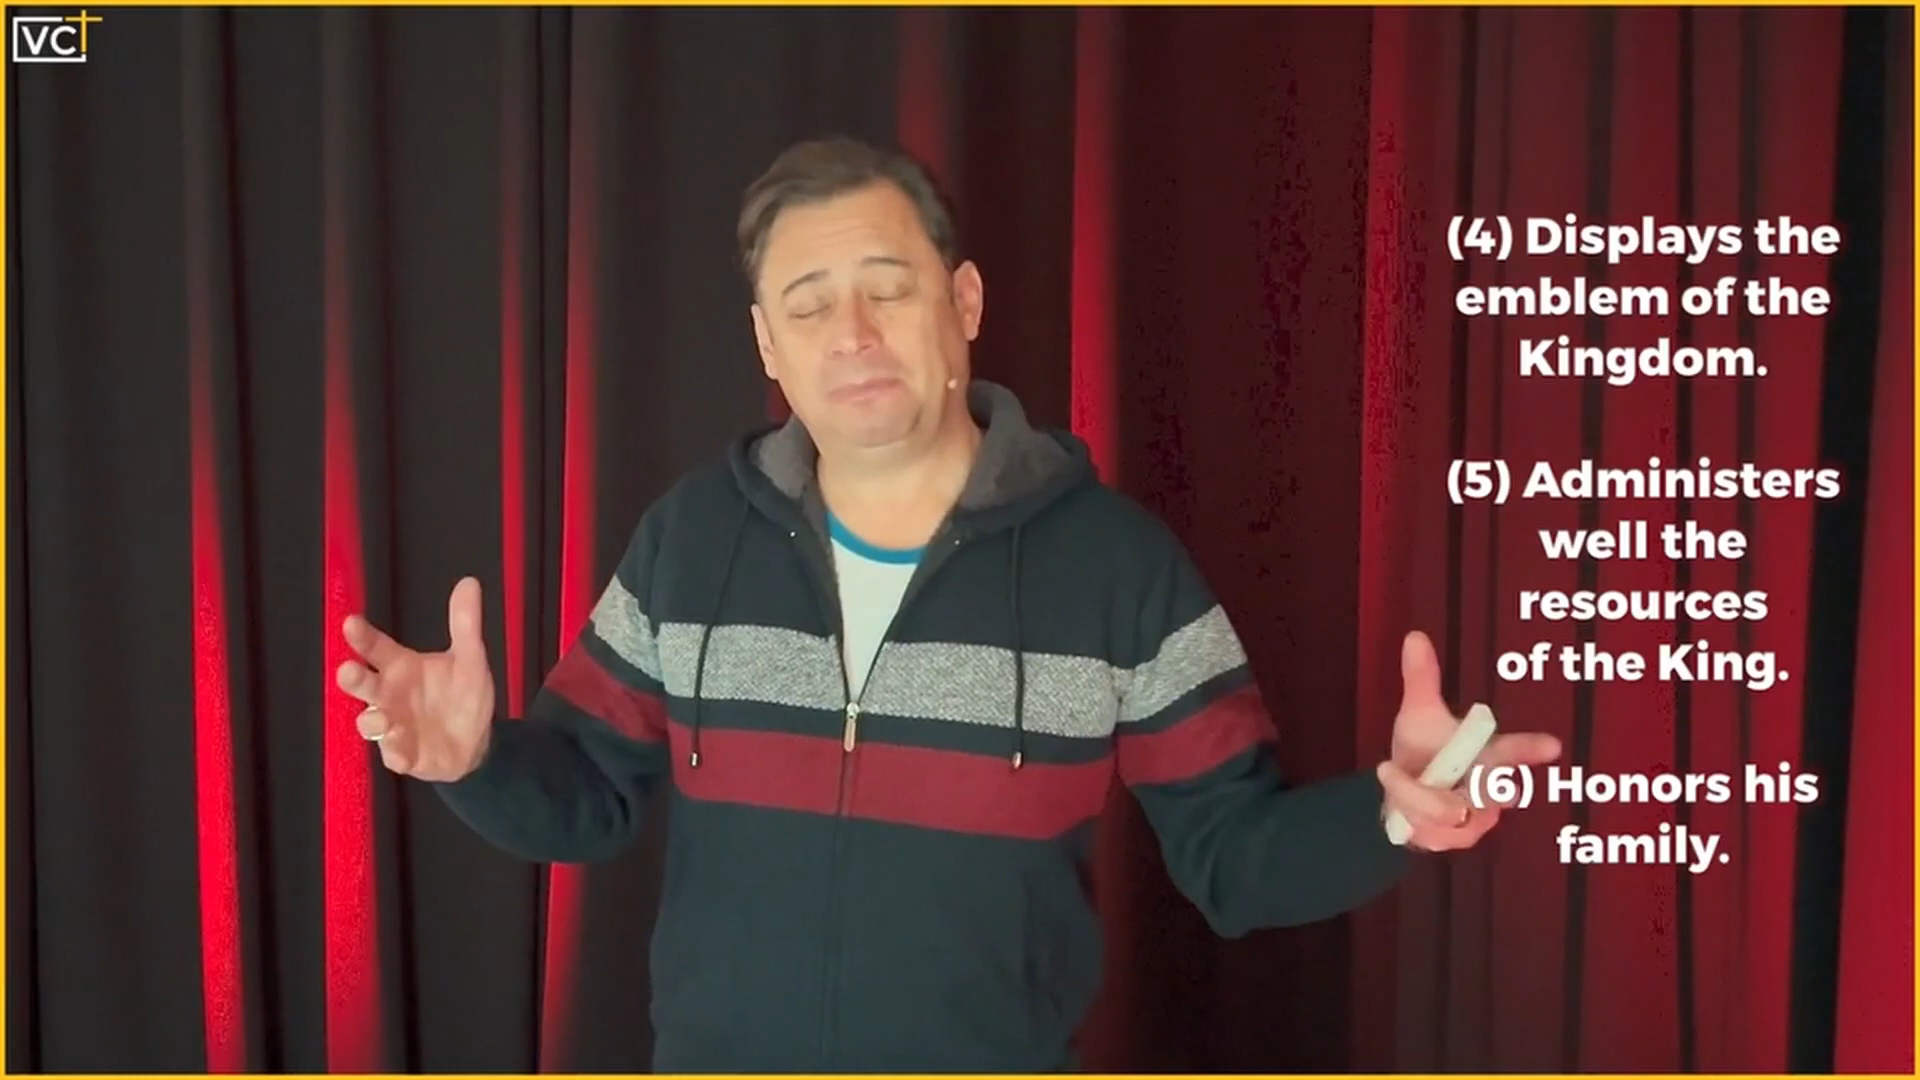 VC
(4) Displays the
emblem of the
Kingdom.
(5) Administers
well the
resources
of the King.
(6) Honors his
family.